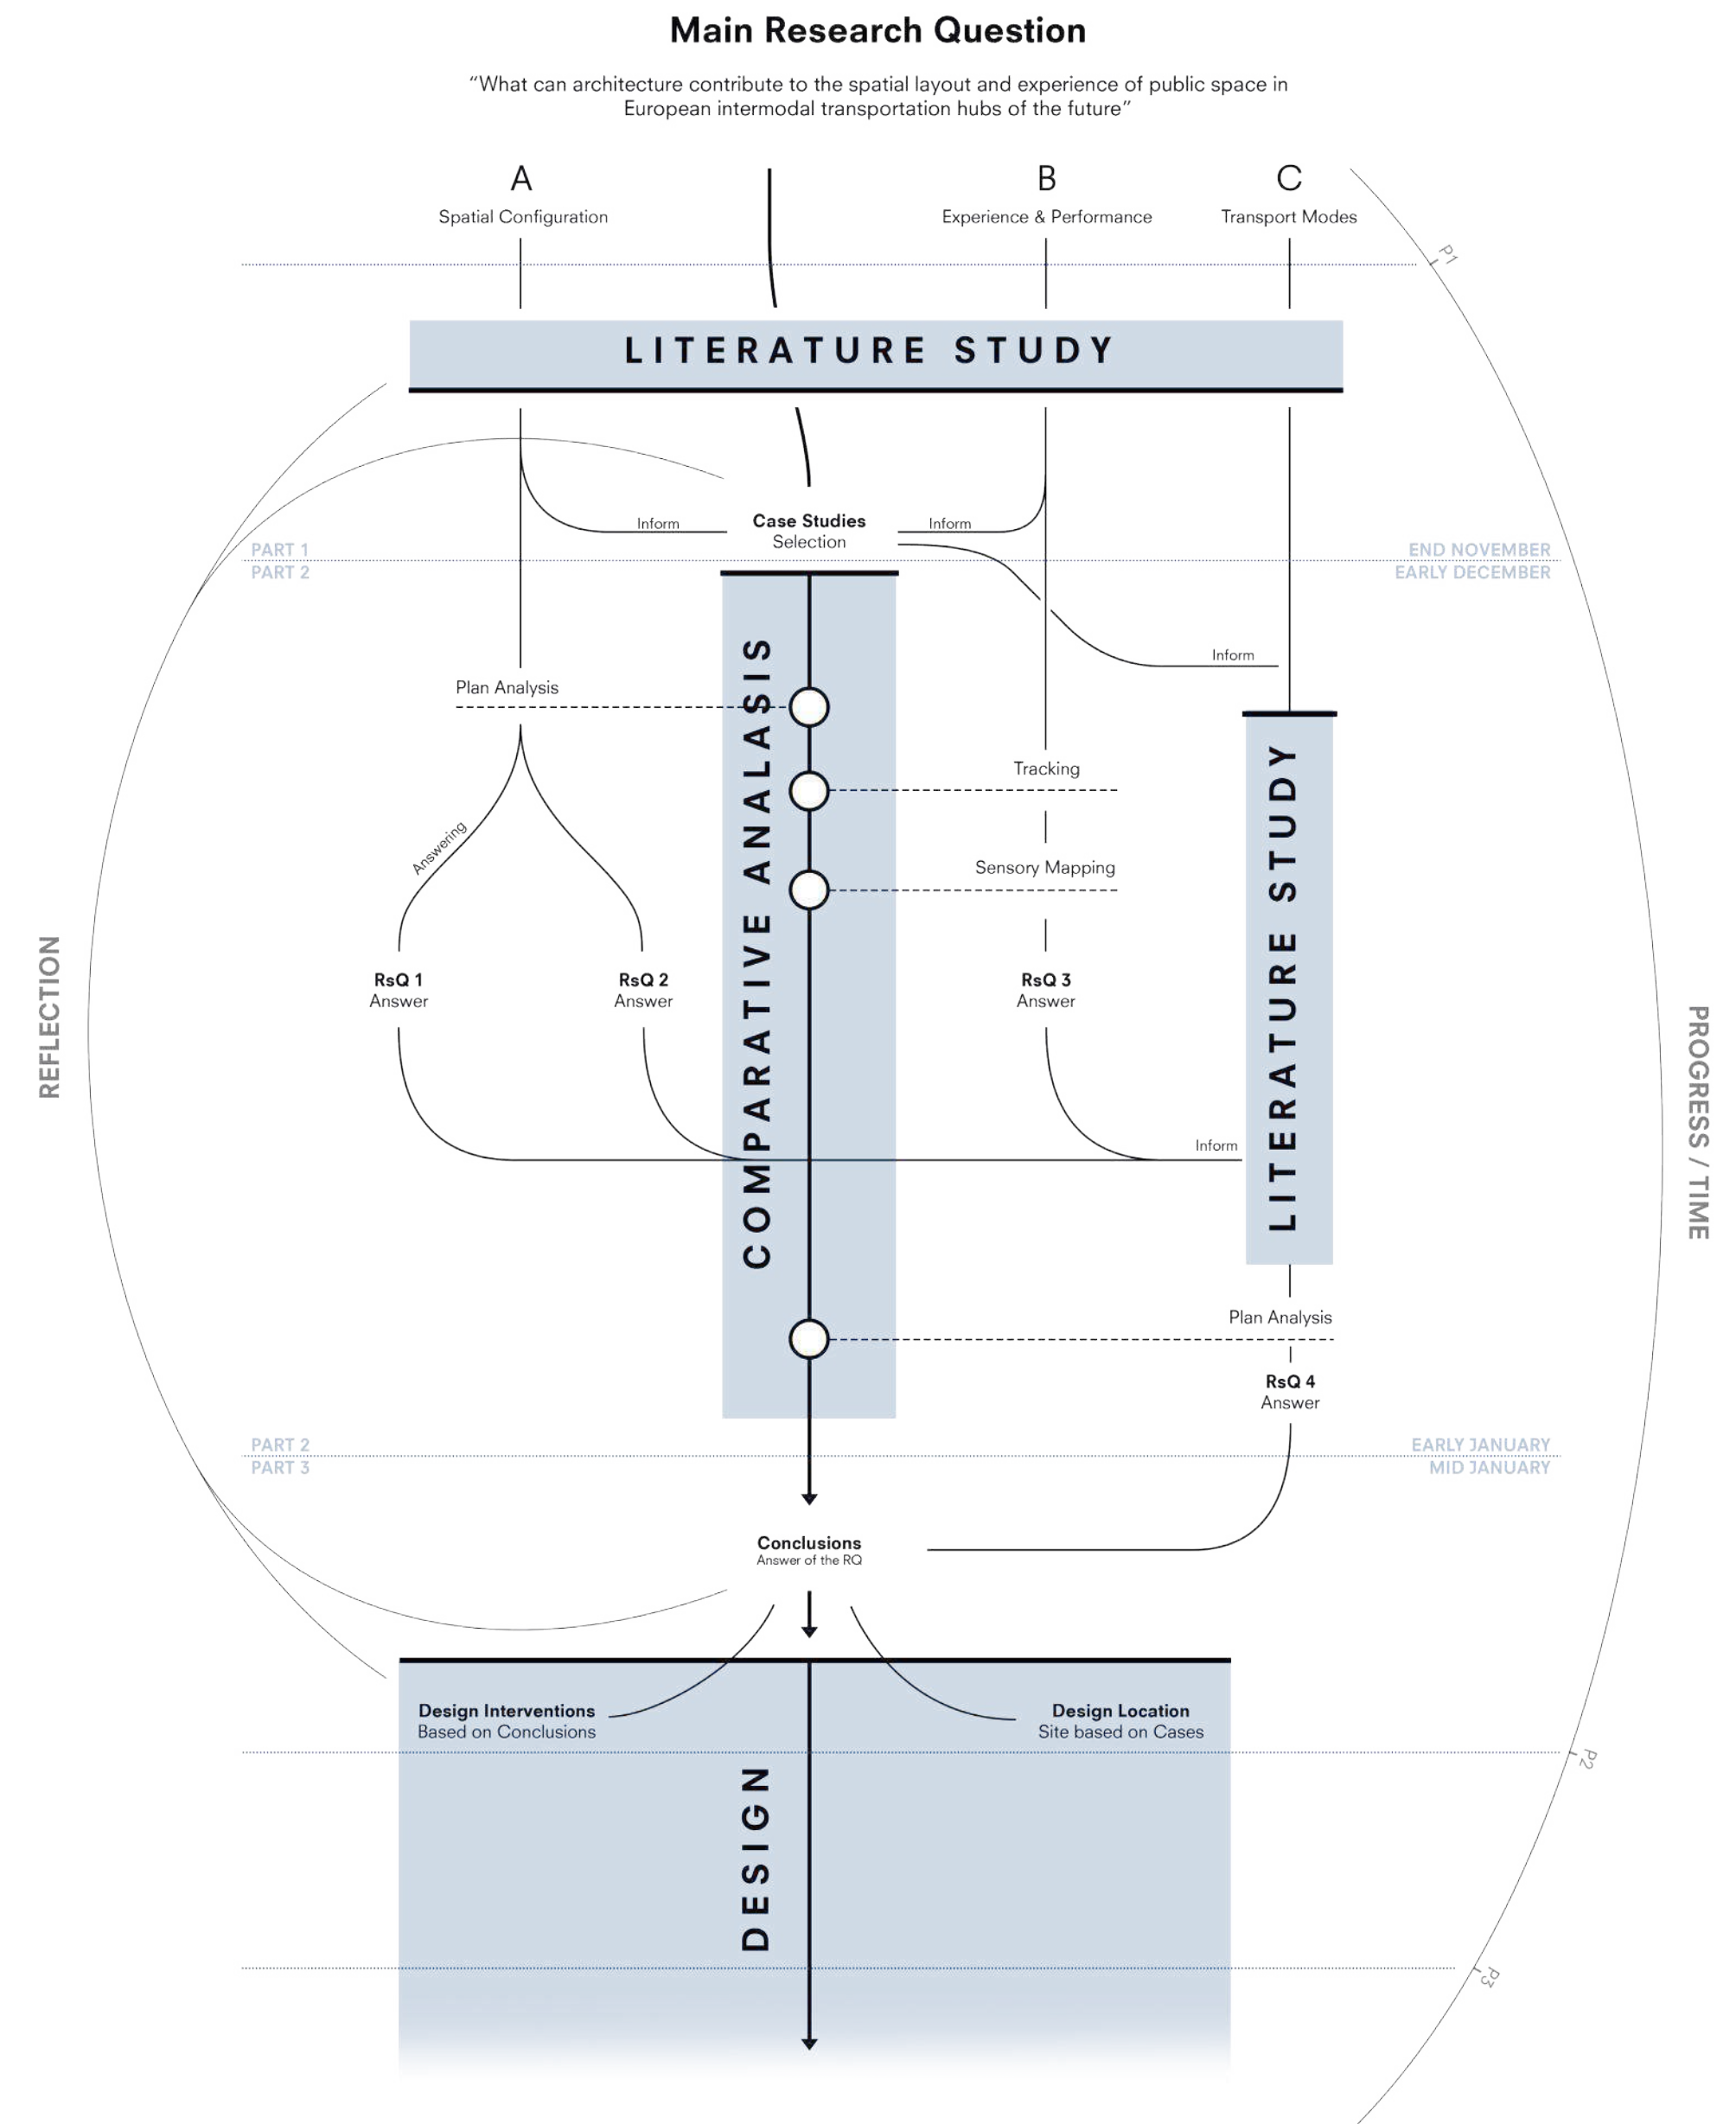 Main Research Question
“What can architecture contribute to the spatial layout and experience of public space in
European intermodal transportation hubs of the future”
A
Spatial Configuration
B
Experience & Performance
C
Transport Modes
P1
LITERATURE STUDY
Inform
Case Studies
Selection
Inform
PART 1
PART 2
END NOVEMBER
EARLY DECEMBER
Inform
Plan Analysis
COMPARATIVE ANALASIS
Tracking
Sensory Mapping
LITERATURE STUDY
Answering
RsQ 1
Answer
RsQ 2
Answer
RsQ 3
Answer
REFLECTION
PROGRESS / TIME
Inform
Plan Analysis
RsQ 4
Answer
PART 2
PART 3
EARLY JANUARY
MID JANUARY
Conclusions
Answer of the RQ
Design Interventions
Based on Conclusions
Design Location
Site based on Cases
P2
DESIGN
P3